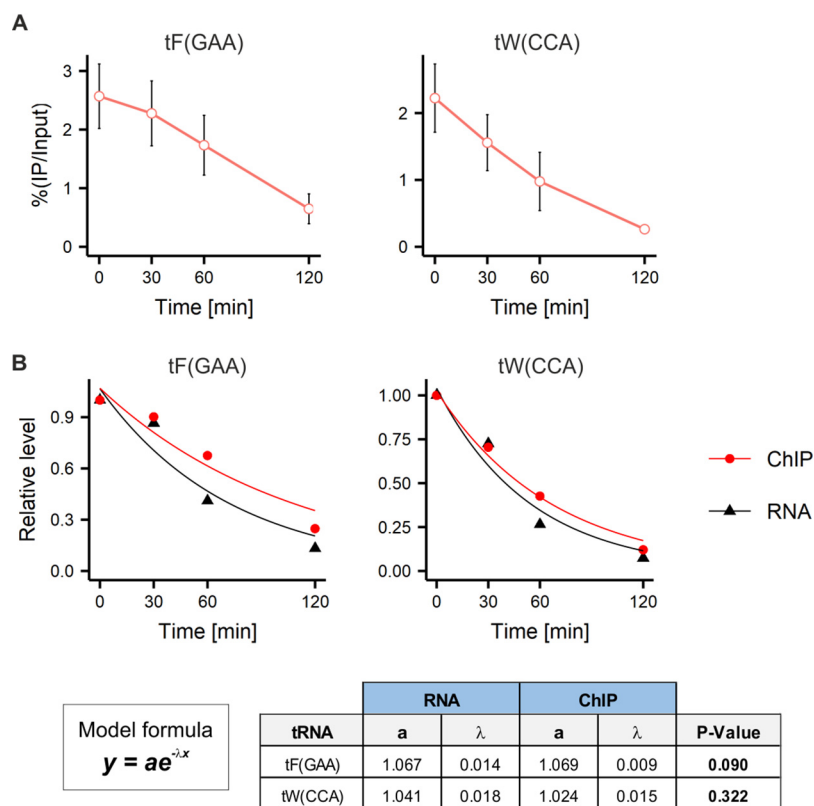 A
tF(GAA)
tW(CCA)
%(IP/Input)
3
2
1
0
2
1
0
0 30 60 120
0 30 60 120
Time [min]
Time [min]
B
tF(GAA)
tW(CCA)
Relative level
0.9
0.6
0.3
0.0
1.00
0.75
0.50
0.25
0.00
0 30 60 120
0 30 60 120
Time [min]
Time [min]
ChIP
RNA
Model formula
y = ae^-λx
RNA ChIP
tRNA a λ a λ P-Value
tF(GAA) 1.067 0.014 1.069 0.009 0.090
tW(CCA) 1.041 0.018 1.024 0.015 0.322